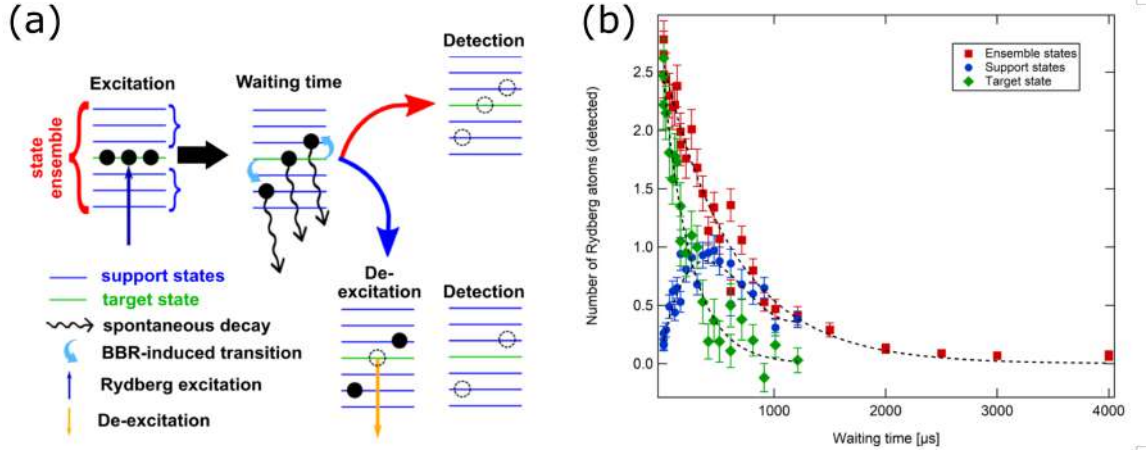 (a)
Detection
Excitation
Waiting time
state
ensemble
De-
excitation
Detection
support states
target state
spontaneous decay
BBR-induced transition
Rydberg excitation
De-excitation
(b)
Ensemble states
Support states
Target state
Number of Rydberg atoms (detected)
2.5
2.0
1.5
1.0
0.5
0.0
1000
2000
3000
4000
Waiting time [µs]